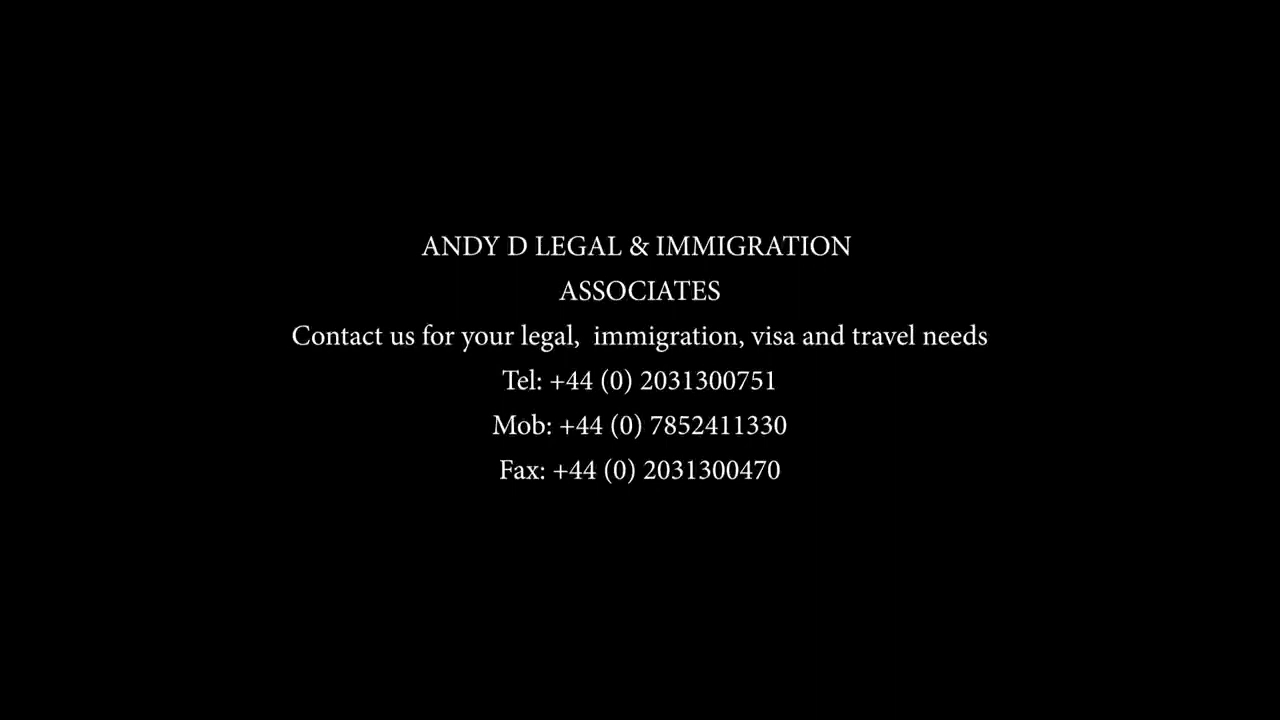 ANDY D LEGAL & IMMIGRATION
ASSOCIATES
Contact us for your legal,  immigration, visa and travel needs
Tel: +44 (0) 2031300751
Mob: +44 (0) 7852411330
Fax: +44 (0) 2031300470